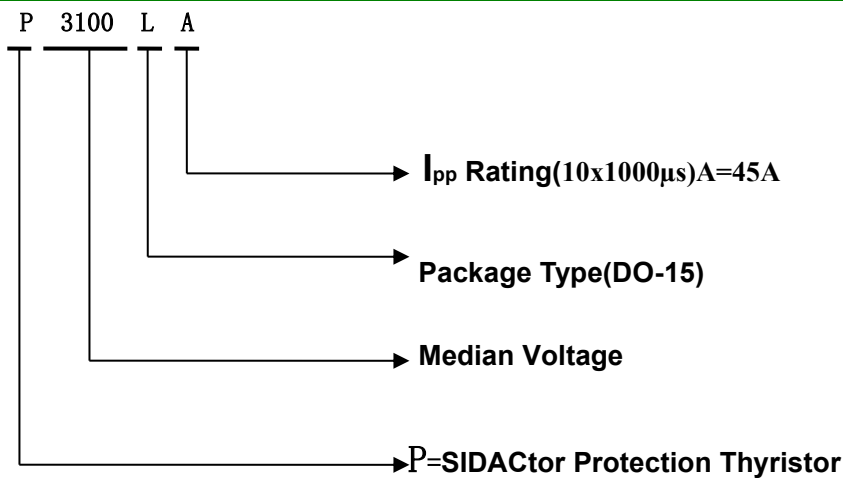 P 3100 L A
Ipp Rating(10x1000μs)A=45A
Package Type(DO-15)
Median Voltage
P=SIDACtor Protection Thyristor